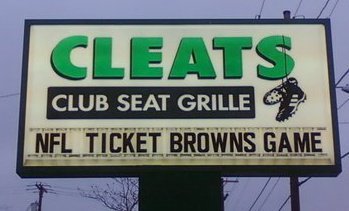 CLEATS
CLUB SEAT GRILLE
NFL TICKET BROWNS GAME